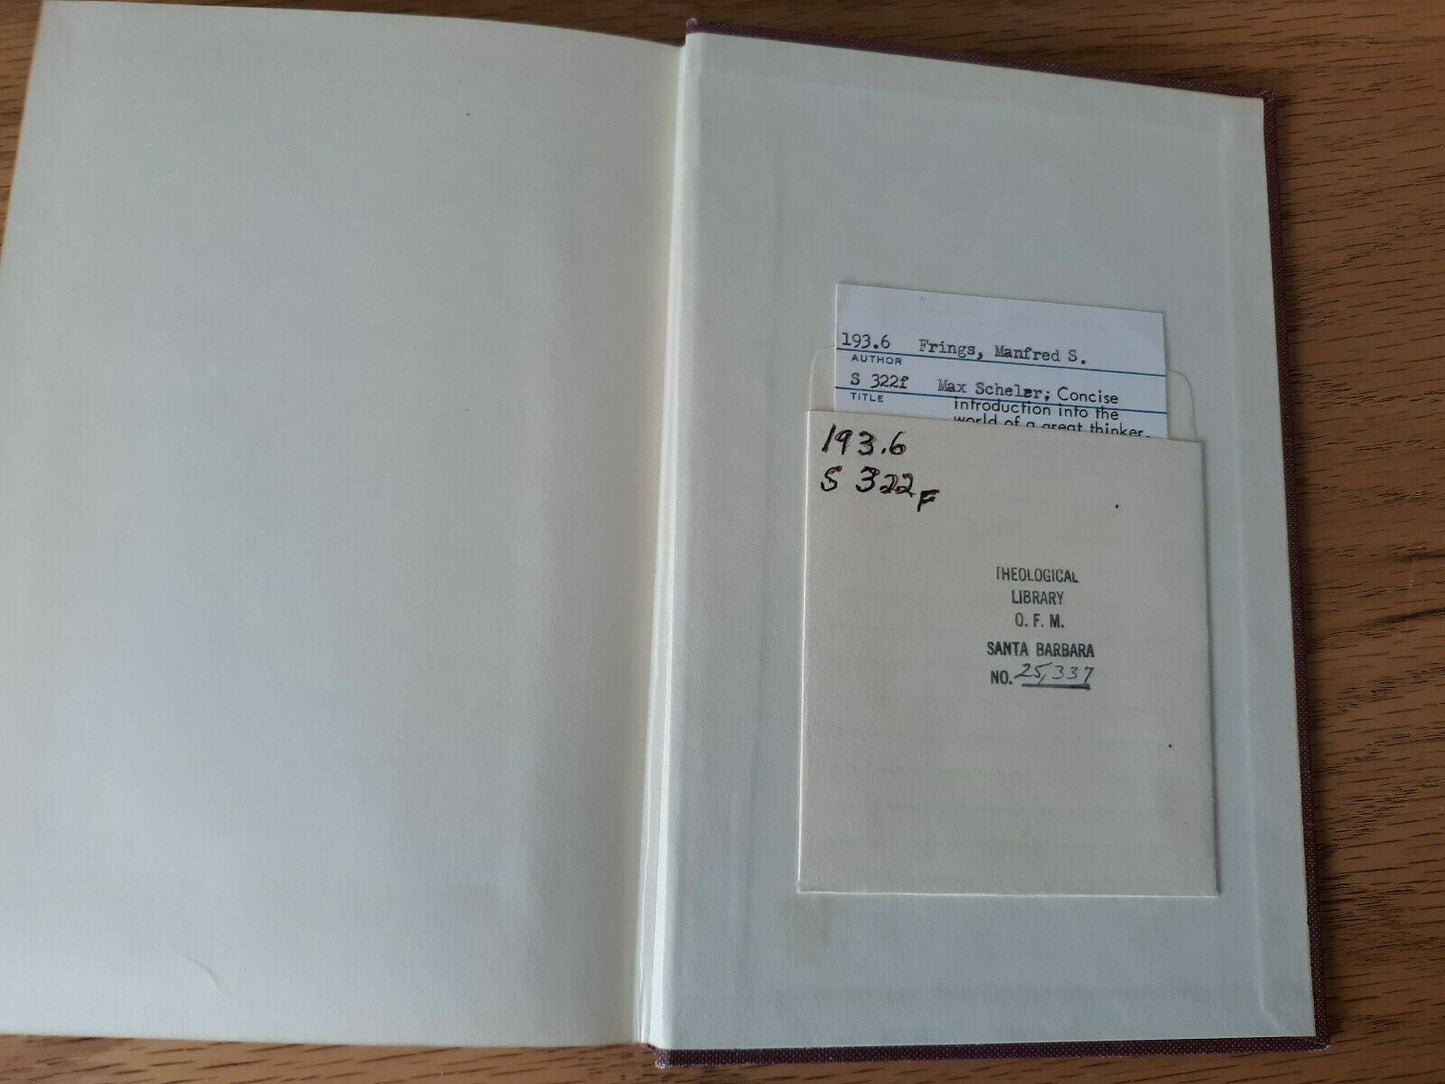 193.6 Frings, Manfred S.
AUTHOR
S 322f Max Scheler; Concise
TITLE introduction into the
world of a great thinker.
193.6
S 322F
THEOLOGICAL
LIBRARY
O. F. M.
SANTA BARBARA
NO. 25,337